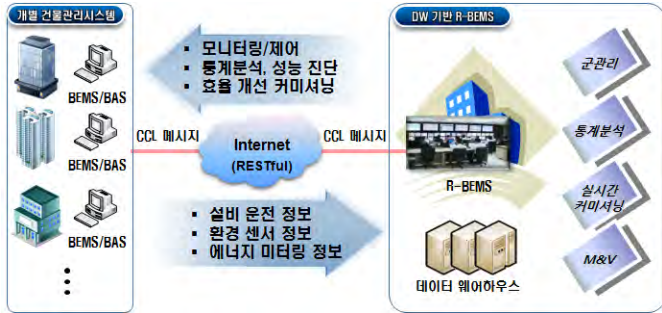 개별 건물관리시스템
BEMS/BAS
BEMS/BAS
BEMS/BAS
▪ 모니터링/제어
▪ 통계분석, 성능 진단
▪ 효율 개선 커미셔닝
CCL 메시지
Internet
(RESTful)
CCL 메시지
▪ 설비 운전 정보
▪ 환경 센서 정보
▪ 에너지 미터링 정보
DW 기반 R-BEMS
R-BEMS
데이터 웨어하우스
군관리
통계분석
실시간
커미셔닝
M&V